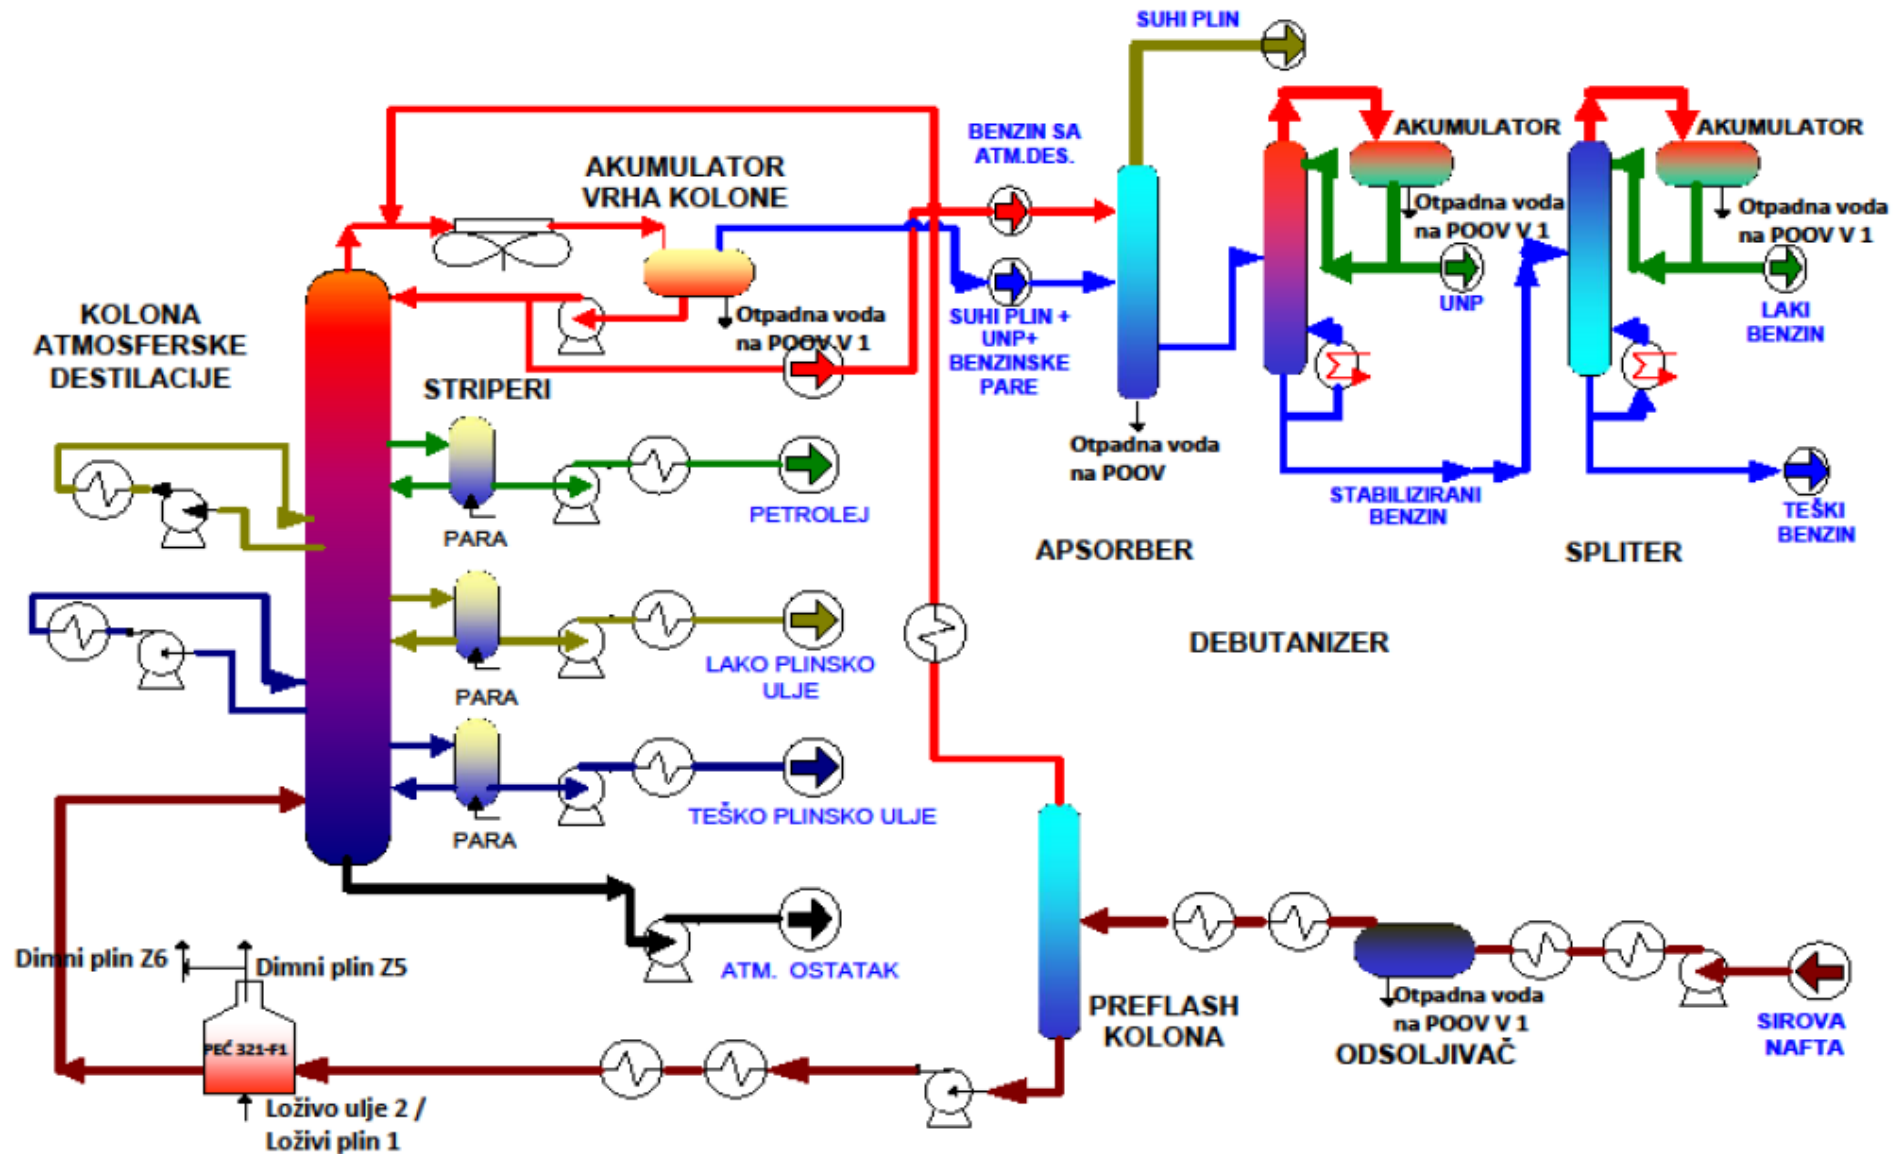 SUHI PLIN
BENZIN SA
ATM.DES.
AKUMULATOR
AKUMULATOR
AKUMULATOR
VRHA KOLONE
Otpadna voda
na POOV V 1
Otpadna voda
na POOV V 1
KOLONA
ATMOSFERSKE
DESTILACIJE
Otpadna voda
na POOV V 1
SUHI PLIN +
UNP+
BENZINSKE
PARE
UNP
LAKI
BENZIN
STRIPERI
Otpadna voda
na POOV
PETROLEJ
PARA
STABILIZIRANI
BENZIN
TEŠKI
BENZIN
APSORBER
SPLITER
DEBUTANIZER
LAKO PLINSKO
ULJE
PARA
TEŠKO PLINSKO ULJE
PARA
ATM. OSTATAK
Dimni plin Z6
Dimni plin Z5
PEĆ 321-F1
Loživo ulje 2 /
Loživi plin 1
PREFLASH
KOLONA
Otpadna voda
na POOV V 1
ODSOLJIVAČ
SIROVA
NAFTA